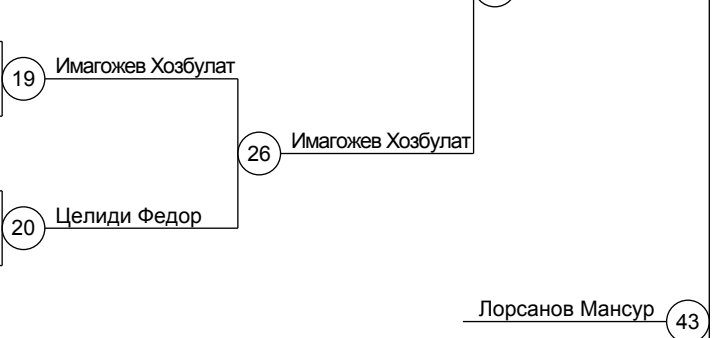 19 Имагожев Хозбулат
26 Имагожев Хозбулат
20 Целиди Федор
Лорсанов Мансур 43